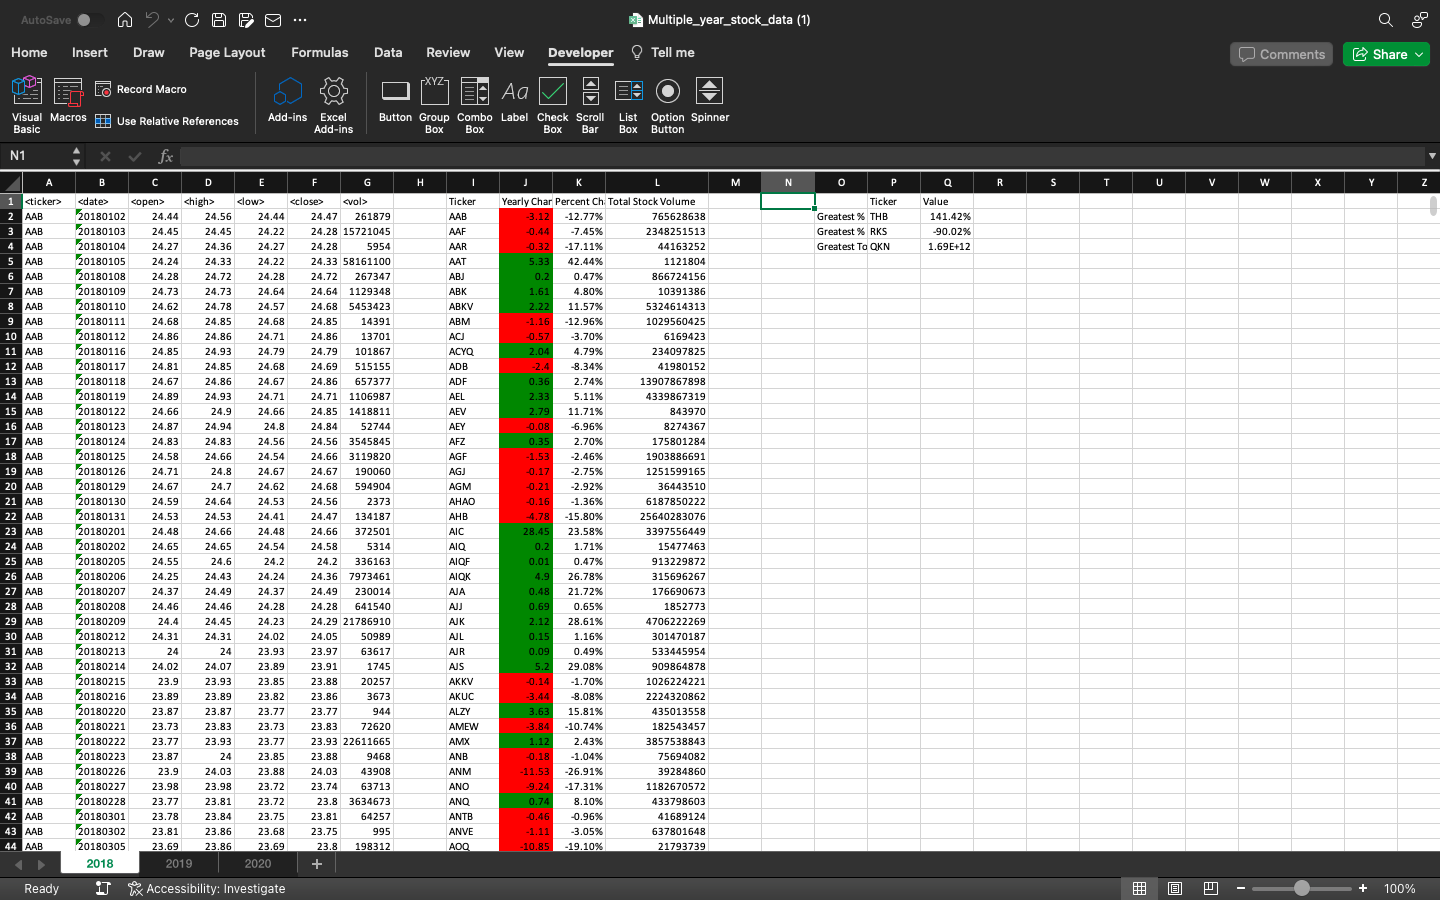 AutoSave Multiple_year_stock_data (1)
Home Insert Draw Page Layout Formulas Data Review View Developer Tell me Comments Share
Visual Basic Macros Record Macro Use Relative References Add-ins Excel Add-ins Button Group Box Combo Box Label Check Box Scroll Bar List Box Option Button Spinner
N1 fx
A B C D E F G H I J K L M N O P Q R S T U V W X Y Z
1 <ticker> <date> <open> <high> <low> <close> <vol> Ticker Yearly Char Percent Ch Total Stock Volume Ticker Value
2 AAB 20180102 24.44 24.56 24.44 24.47 261879 AAB -3.12 -12.77% 765628638 Greatest % THB 141.42%
3 AAB 20180103 24.45 24.45 24.22 24.28 15721045 AAF -0.44 -7.45% 2348251513 Greatest % RKS -90.02%
4 AAB 20180104 24.27 24.36 24.27 24.28 5954 AAR -0.32 -17.11% 44163252 Greatest To QKN 1.69E+12
5 AAB 20180105 24.24 24.33 24.22 24.33 58161100 AAT 5.33 42.44% 1121804
6 AAB 20180108 24.28 24.72 24.28 24.72 267347 ABJ 0.2 0.47% 866724156
7 AAB 20180109 24.73 24.73 24.64 24.64 1129348 ABK 1.61 4.80% 10391386
8 AAB 20180110 24.62 24.78 24.57 24.68 5453423 ABKV 2.22 11.57% 5324614313
9 AAB 20180111 24.68 24.85 24.68 24.85 14391 ABM -1.16 -12.96% 1029560425
10 AAB 20180112 24.86 24.86 24.71 24.86 13701 ACJ -0.57 -3.70% 6169423
11 AAB 20180116 24.85 24.93 24.79 24.79 101867 ACYQ 2.04 4.79% 234097825
12 AAB 20180117 24.81 24.85 24.68 24.69 515155 ADB -2.4 -8.34% 41980152
13 AAB 20180118 24.67 24.86 24.67 24.86 657377 ADF 0.36 2.74% 13907867898
14 AAB 20180119 24.89 24.93 24.71 24.71 1106987 AEL 2.33 5.11% 4339867319
15 AAB 20180122 24.66 24.9 24.66 24.85 1418811 AEV 2.79 11.71% 843970
16 AAB 20180123 24.87 24.94 24.8 24.84 52744 AEY -0.08 -6.96% 8274367
17 AAB 20180124 24.83 24.83 24.56 24.56 3545845 AFZ 0.35 2.70% 175801284
18 AAB 20180125 24.58 24.66 24.54 24.66 3119820 AGF -1.53 -2.46% 1903886691
19 AAB 20180126 24.71 24.8 24.67 24.67 190060 AGJ -0.17 -2.75% 1251599165
20 AAB 20180129 24.67 24.7 24.62 24.68 594904 AGM -0.21 -2.92% 36443510
21 AAB 20180130 24.59 24.64 24.53 24.56 2373 AHAO -0.16 -1.36% 6187850222
22 AAB 20180131 24.53 24.53 24.41 24.47 134187 AHB -4.78 -15.80% 25640283076
23 AAB 20180201 24.48 24.66 24.48 24.66 372501 AIC 28.45 23.58% 3397556449
24 AAB 20180202 24.65 24.65 24.54 24.58 5314 AIQ 0.2 1.71% 15477463
25 AAB 20180205 24.55 24.6 24.2 24.2 336163 AIQF 0.01 0.47% 913229872
26 AAB 20180206 24.25 24.43 24.24 24.36 7973461 AIQK 4.9 26.78% 315696267
27 AAB 20180207 24.37 24.49 24.37 24.49 230014 AJA 0.48 21.72% 176690673
28 AAB 20180208 24.46 24.46 24.28 24.28 641540 AJJ 0.69 0.65% 1852773
29 AAB 20180209 24.4 24.45 24.23 24.29 21786910 AJK 2.12 28.61% 4706222269
30 AAB 20180212 24.31 24.31 24.02 24.05 50989 AJL 0.15 1.16% 301470187
31 AAB 20180213 24 24 23.93 23.97 63617 AJR 0.09 0.49% 533445954
32 AAB 20180214 24.02 24.07 23.89 23.91 1745 AJS 5.2 29.08% 909864878
33 AAB 20180215 23.9 23.93 23.85 23.88 20257 AKKV -0.14 -1.70% 1026224221
34 AAB 20180216 23.89 23.89 23.82 23.86 3673 AKUC -3.44 -8.08% 2224320862
35 AAB 20180220 23.87 23.87 23.77 23.77 944 ALZY 3.63 15.81% 435013558
36 AAB 20180221 23.73 23.83 23.73 23.83 72620 AMEW -3.84 -10.74% 182543457
37 AAB 20180222 23.77 23.93 23.77 23.93 22611665 AMX 1.12 2.43% 3857538843
38 AAB 20180223 23.87 24 23.85 23.88 9468 ANB -0.18 -1.04% 75694082
39 AAB 20180226 23.9 24.03 23.88 24.03 43908 ANM -11.53 -26.91% 39284860
40 AAB 20180227 23.98 23.98 23.72 23.74 63713 ANO -9.24 -17.31% 1182670572
41 AAB 20180228 23.77 23.81 23.72 23.8 3634673 ANQ 0.74 8.10% 433798603
42 AAB 20180301 23.78 23.84 23.75 23.81 64257 ANTB -0.46 -0.96% 41689124
43 AAB 20180302 23.81 23.86 23.68 23.75 995 ANVE -1.11 -3.05% 637801648
44 AAB 20180305 23.69 23.86 23.69 23.8 198312 AOQ -10.85 -19.10% 21793739
2018 2019 2020 +
Ready Accessibility: Investigate 100%